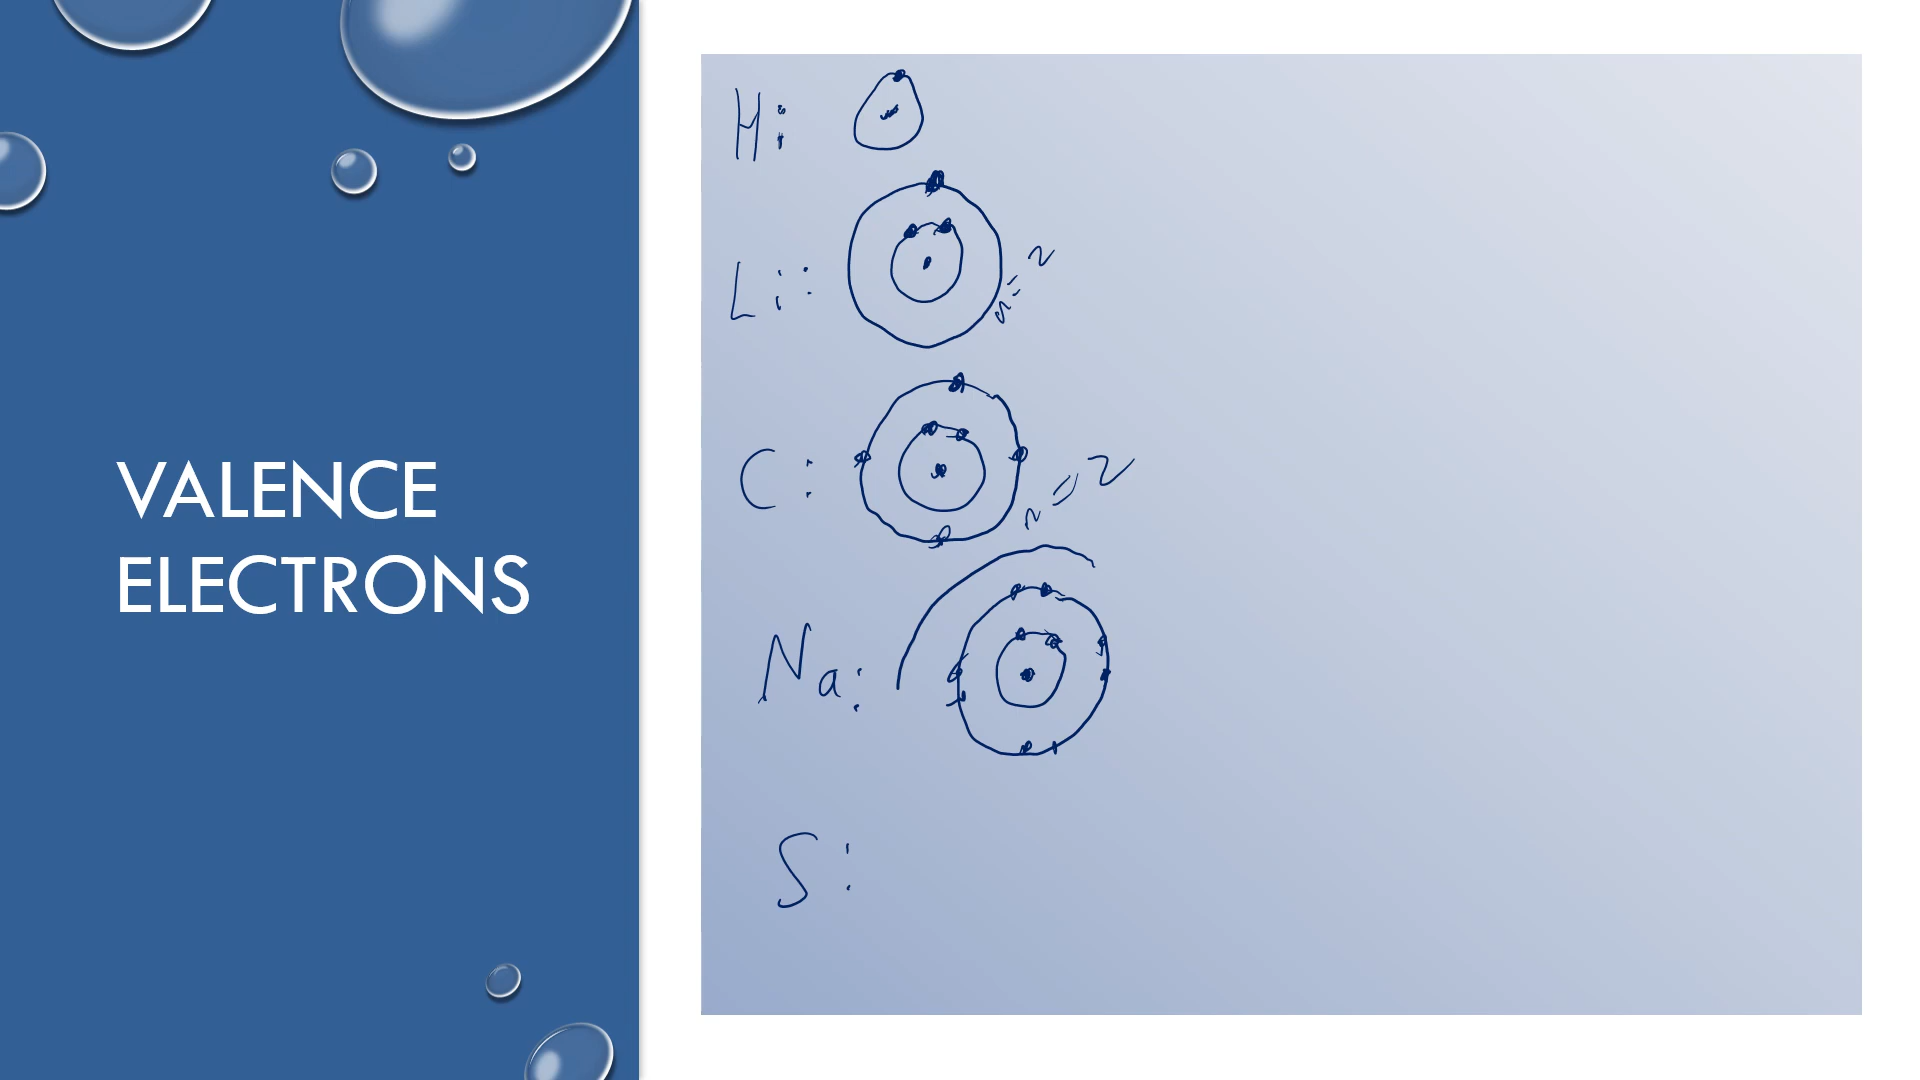 VALENCE
ELECTRONS
H:
Li:
n=2
C:
n=2
Na:
S: